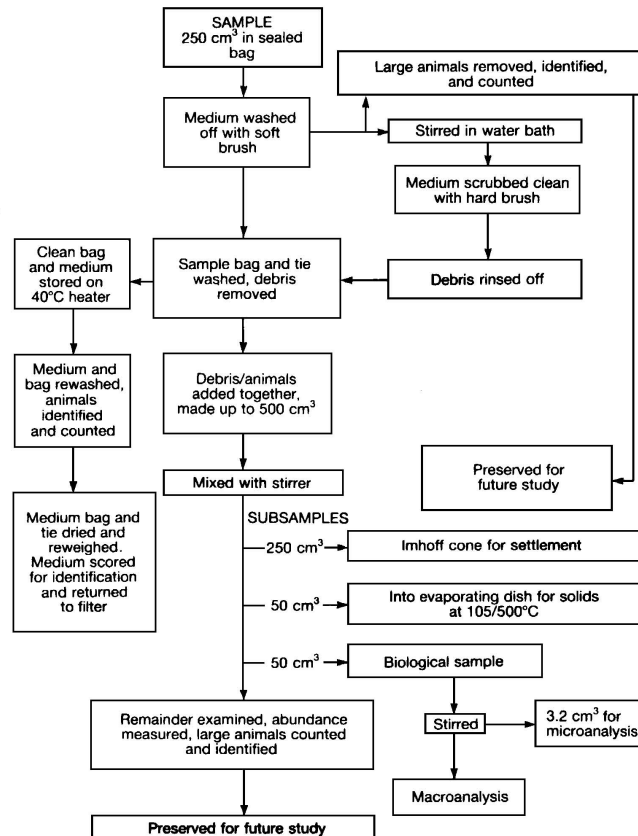 SAMPLE
250 cm³ in sealed
bag
Large animals removed, identified,
and counted
Medium washed
off with soft
brush
Stirred in water bath
Medium scrubbed clean
with hard brush
Clean bag
and medium
stored on
40°C heater
Sample bag and tie
washed, debris
removed
Debris rinsed off
Medium and
bag rewashed,
animals
identified
and counted
Debris/animals
added together,
made up to 500 cm³
Preserved for
future study
Mixed with stirrer
Medium bag and
tie dried and
reweighed.
Medium scored
for identification
and returned
to filter
SUBSAMPLES
250 cm³
Imhoff cone for settlement
50 cm³
Into evaporating dish for solids
at 105/500°C
50 cm³
Biological sample
Remainder examined, abundance
measured, large animals counted
and identified
Stirred
3.2 cm³ for
microanalysis
Macroanalysis
Preserved for future study